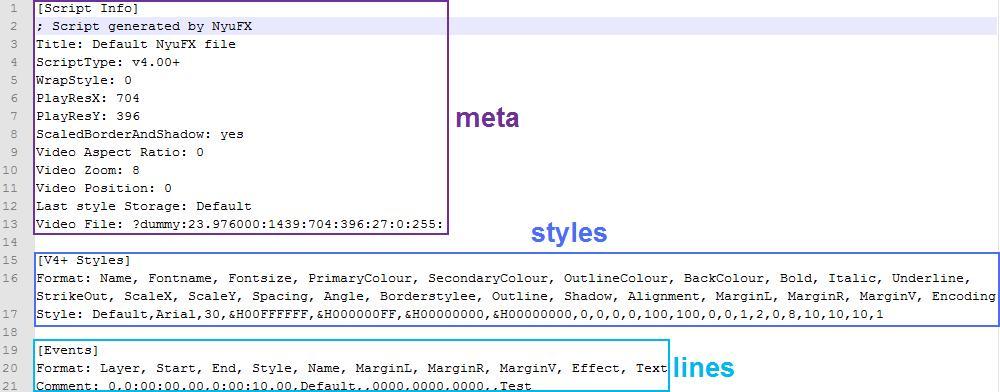 1 [Script Info]
2 ; Script generated by NyuFX
3 Title: Default NyuFX file
4 ScriptType: v4.00+
5 WrapStyle: 0
6 PlayResX: 704
7 PlayResY: 396
meta
8 ScaledBorderAndShadow: yes
9 Video Aspect Ratio: 0
10 Video Zoom: 8
11 Video Position: 0
12 Last style Storage: Default
13 Video File: ?dummy:23.976000:1439:704:396:27:0:255:
styles
14
15 [V4+ Styles]
16 Format: Name, Fontname, Fontsize, PrimaryColour, SecondaryColour, OutlineColour, BackColour, Bold, Italic, Underline,
StrikeOut, ScaleX, ScaleY, Spacing, Angle, Borderstylee, Outline, Shadow, Alignment, MarginL, MarginR, MarginV, Encoding
17 Style: Default,Arial,30,&H00FFFFFF,&H000000FF,&H00000000,&H00000000,0,0,0,0,100,100,0,0,1,2,0,8,10,10,10,1
18
19 [Events]
20 Format: Layer, Start, End, Style, Name, MarginL, MarginR, MarginV, Effect, Text
lines
21 Comment: 0,0:00:00.00,0:00:10.00,Default,,0000,0000,0000,,Test